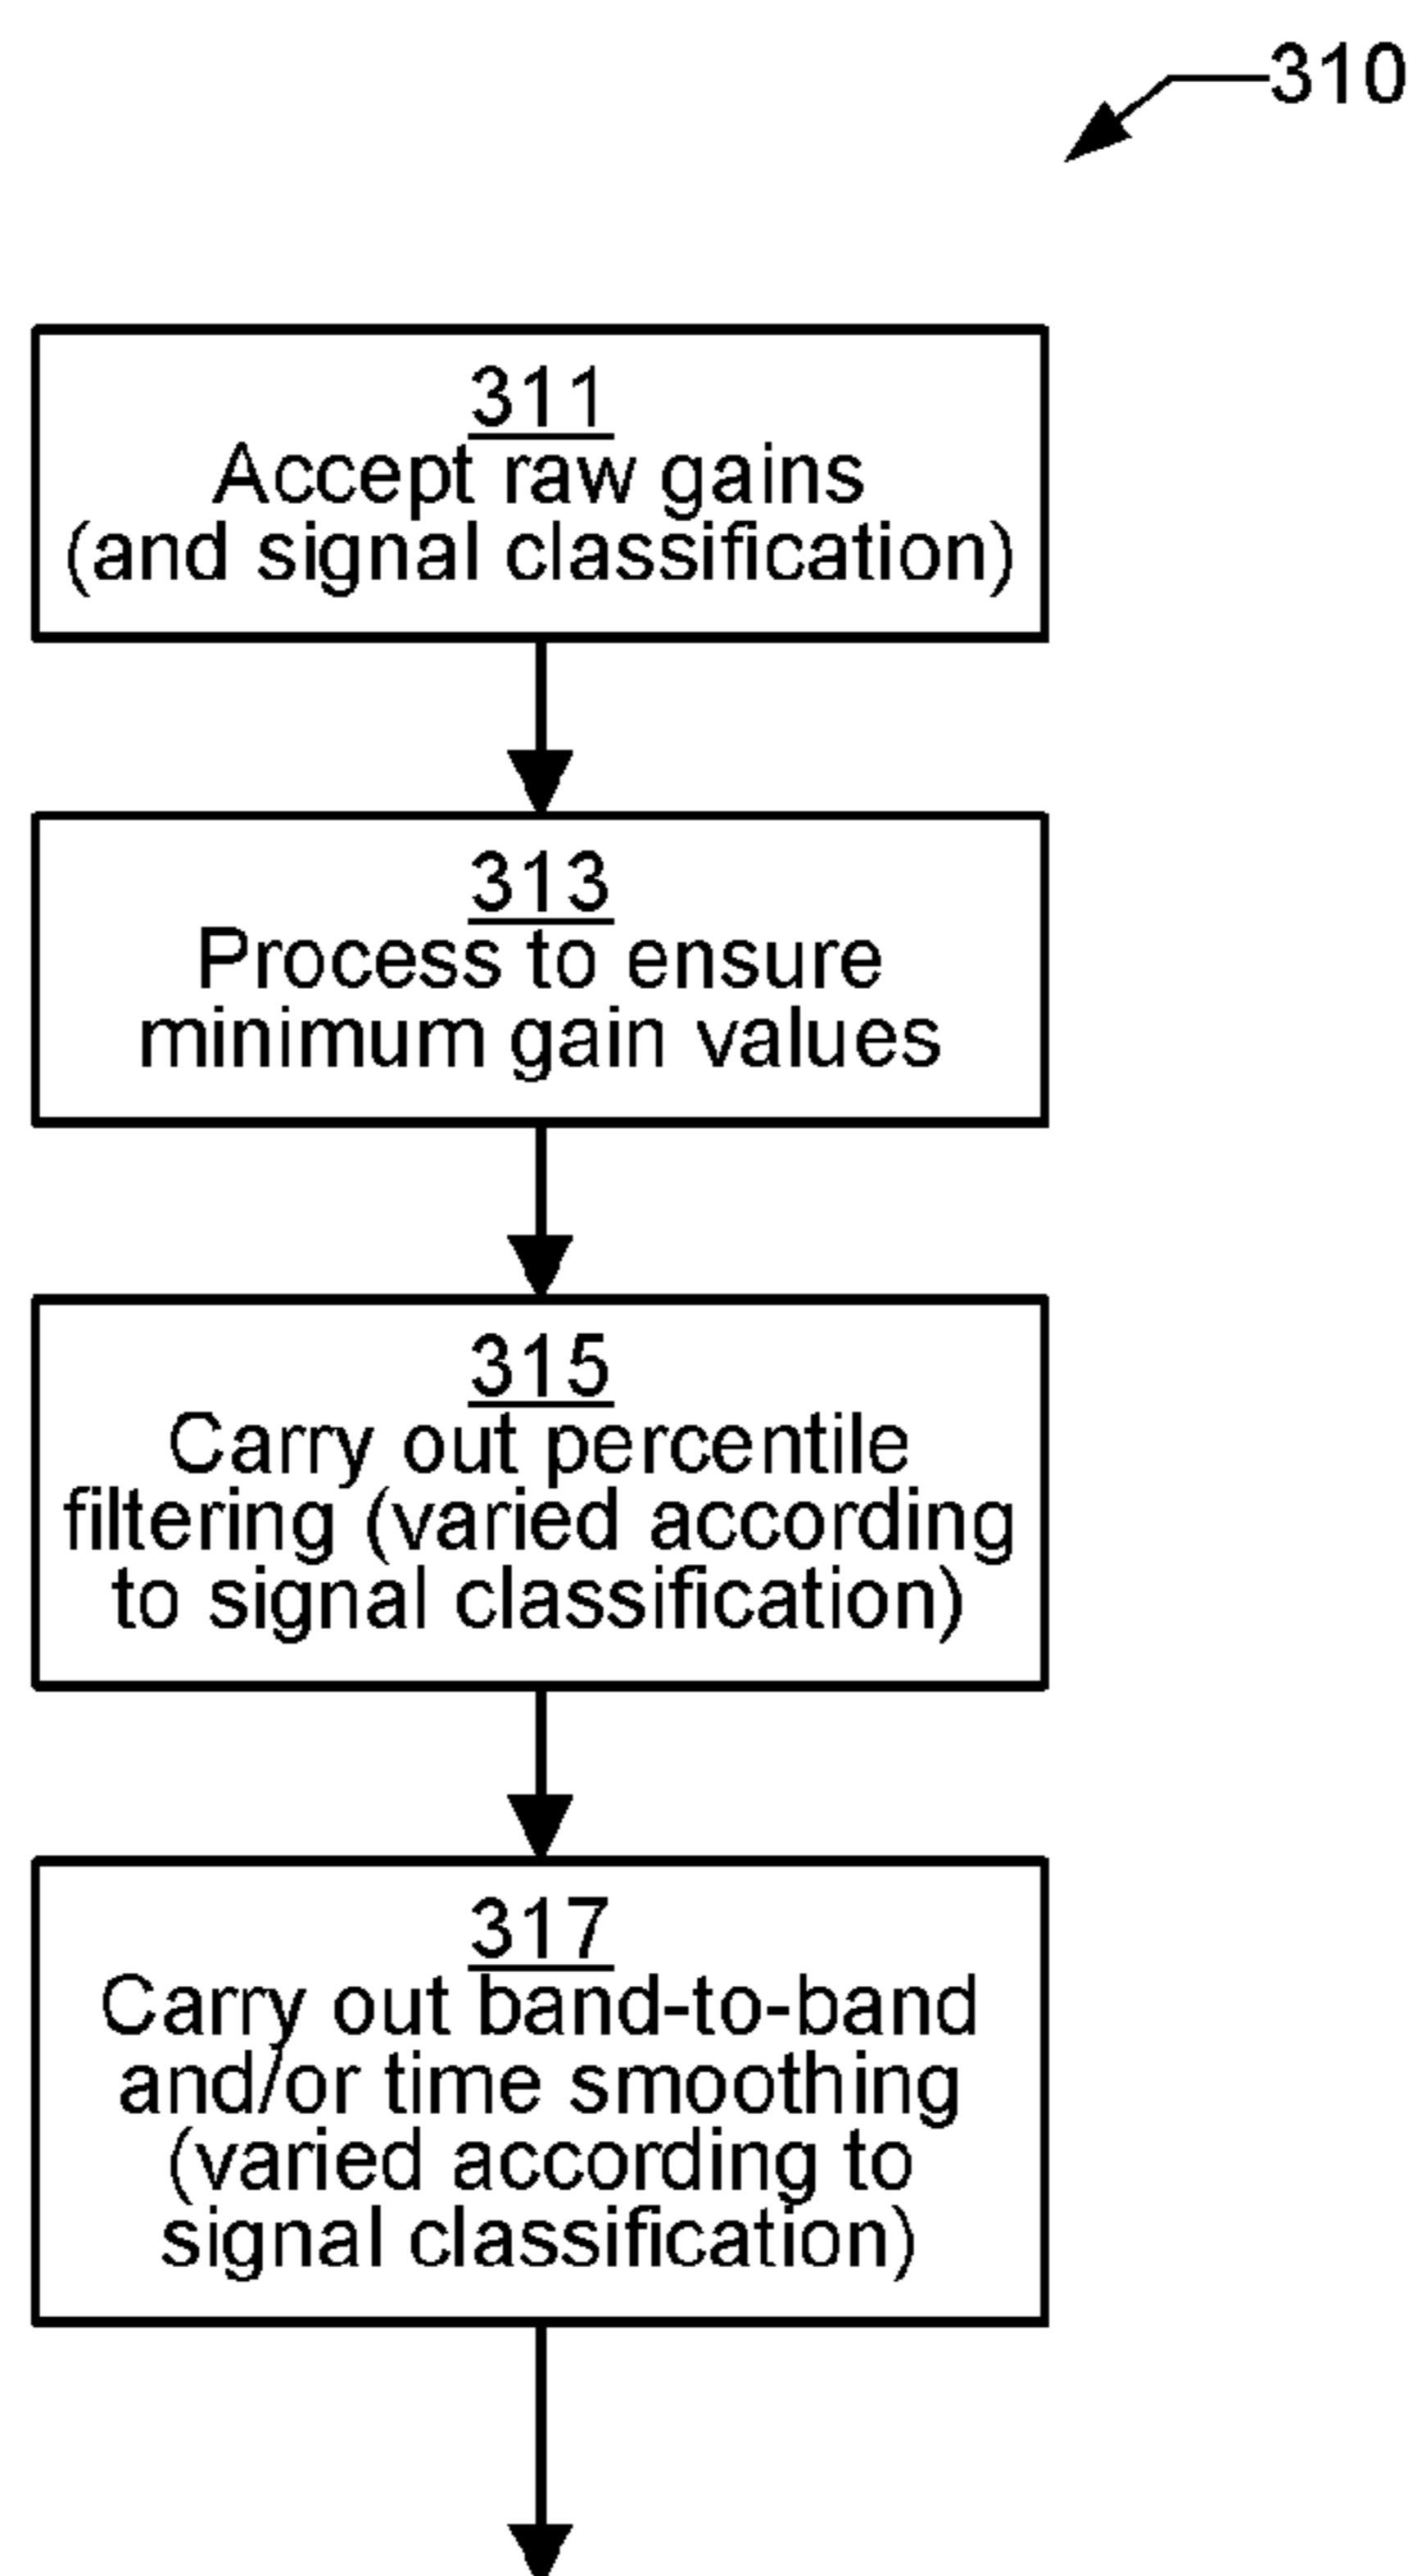 310
311
Accept raw gains
(and signal classification)
313
Process to ensure
minimum gain values
315
Carry out percentile
filtering (varied according
to signal classification)
317
Carry out band-to-band
and/or time smoothing
(varied according to
signal classification)